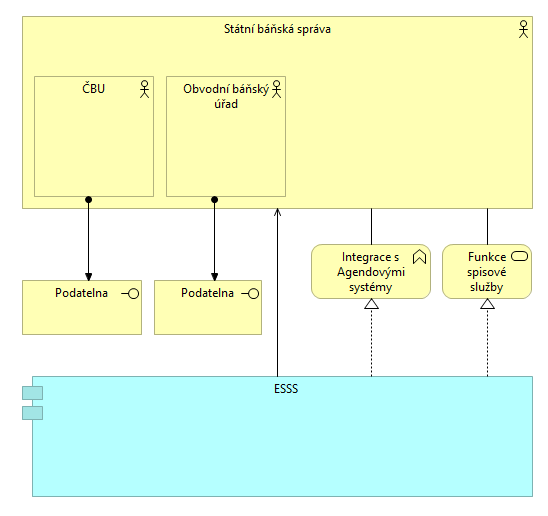 Státní báňská správa
ČBU
Obvodní báňský
úřad
Podatelna
Podatelna
Integrace s
Agendovými
systémy
Funkce
spisové
služby
ESSS